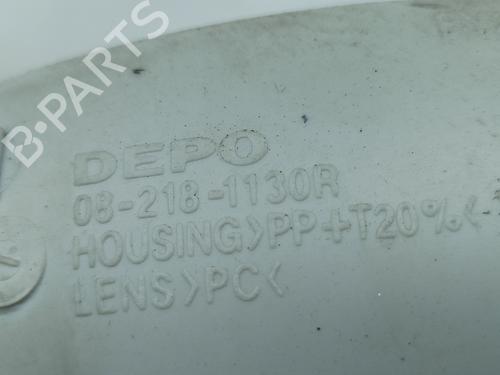 B-PARTS
DEPO
08-218-1130R
HOUSING>PP+T20%<
LENS>PC<